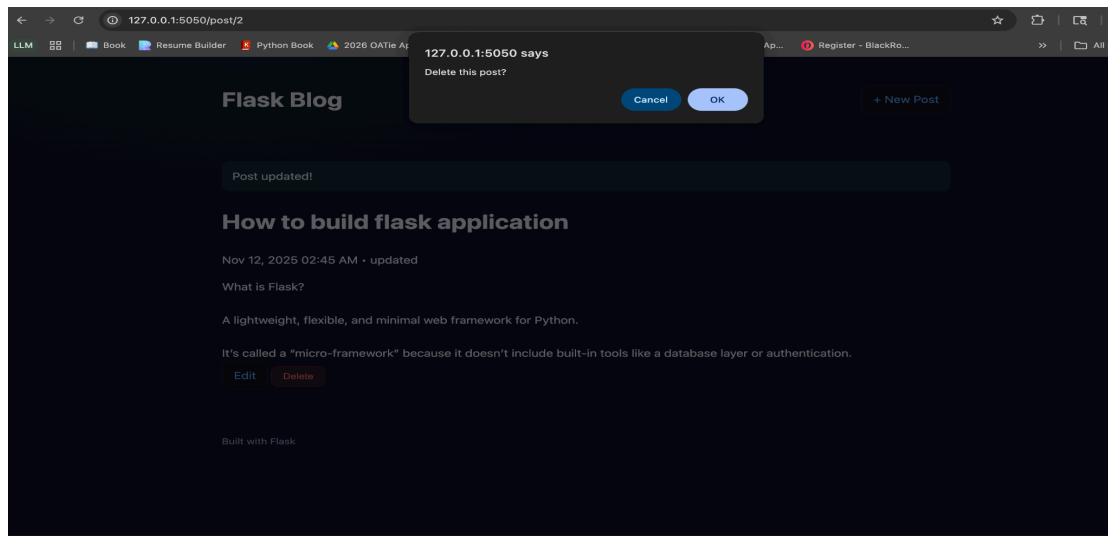 127.0.0.1:5050/post/2
LLM Book Resume Builder Python Book 2026 OATie Ap Ap... Register - BlackRo... » All
127.0.0.1:5050 says
Delete this post?
Cancel OK
Flask Blog + New Post
Post updated!
How to build flask application
Nov 12, 2025 02:45 AM • updated
What is Flask?
A lightweight, flexible, and minimal web framework for Python.
It's called a “micro-framework” because it doesn't include built-in tools like a database layer or authentication.
Edit Delete
Built with Flask